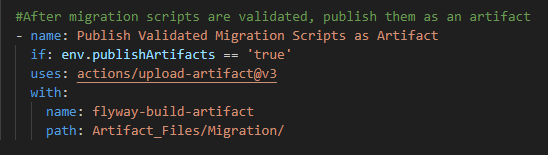 #After migration scripts are validated, publish them as an artifact
- name: Publish Validated Migration Scripts as Artifact
if: env.publishArtifacts == 'true'
uses: actions/upload-artifact@v3
with:
name: flyway-build-artifact
path: Artifact_Files/Migration/